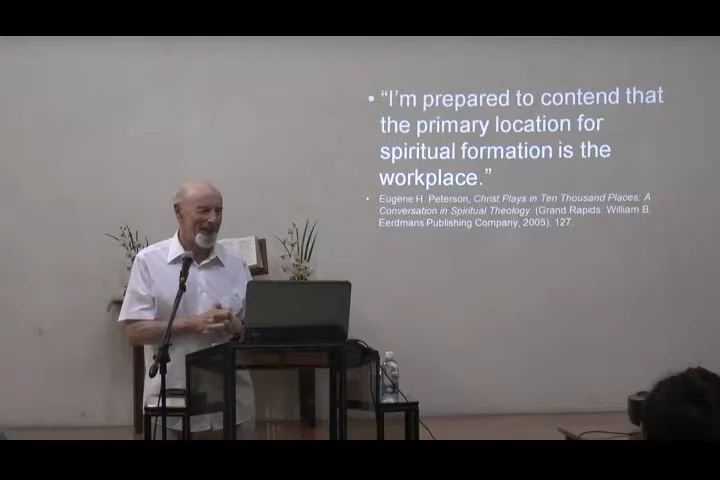 • “I’m prepared to contend that
the primary location for
spiritual formation is the
workplace.”
• Eugene H. Peterson, Christ Plays in Ten Thousand Places: A
Conversation in Spiritual Theology (Grand Rapids: William B.
Eerdmans Publishing Company, 2005), 127.